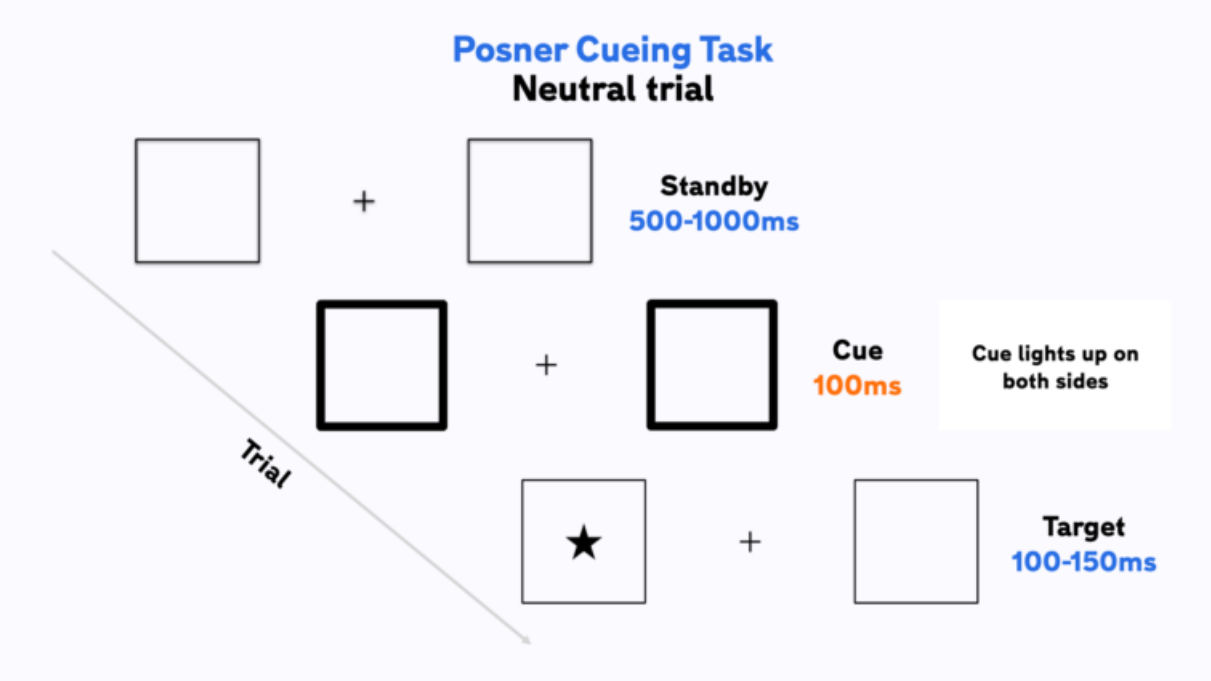 Posner Cueing Task
Neutral trial
Standby
500-1000ms
Cue
100ms
Cue lights up on
both sides
Trial
Target
100-150ms